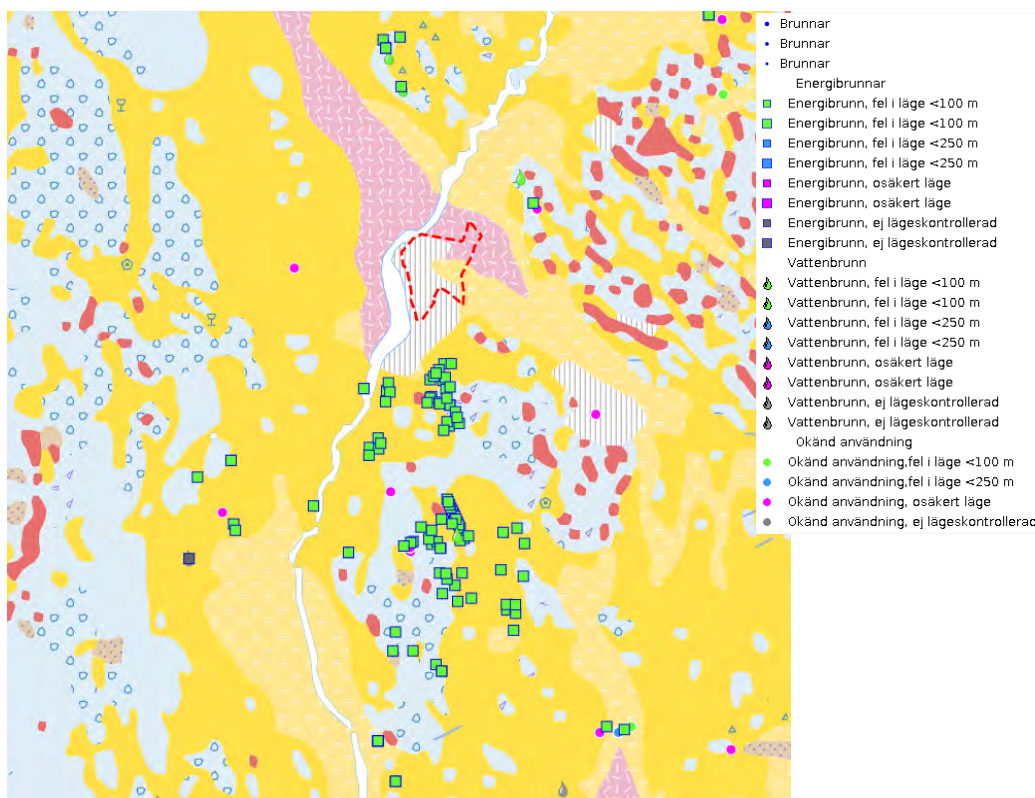 Brunnar
Brunnar
Brunnar
Energibrunnar
Energibrunn, fel i läge <100 m
Energibrunn, fel i läge <100 m
Energibrunn, fel i läge <250 m
Energibrunn, fel i läge <250 m
Energibrunn, osäkert läge
Energibrunn, osäkert läge
Energibrunn, ej lägeskontrollerad
Energibrunn, ej lägeskontrollerad
Vattenbrunn
Vattenbrunn, fel i läge <100 m
Vattenbrunn, fel i läge <100 m
Vattenbrunn, fel i läge <250 m
Vattenbrunn, fel i läge <250 m
Vattenbrunn, osäkert läge
Vattenbrunn, osäkert läge
Vattenbrunn, ej lägeskontrollerad
Vattenbrunn, ej lägeskontrollerad
Okänd användning
Okänd användning,fel i läge <100 m
Okänd användning,fel i läge <250 m
Okänd användning, osäkert läge
Okänd användning, ej lägeskontrollerad